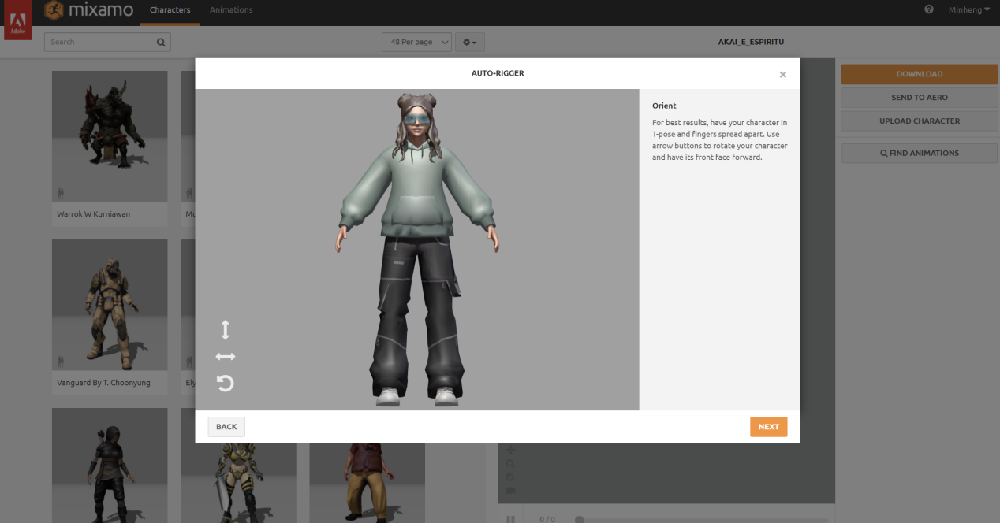 Adobe
mixamo
Characters
Animations
Minheng
Search
48 Per page
AKAI_E_ESPIRITU
AUTO-RIGGER
DOWNLOAD
SEND TO AERO
UPLOAD CHARACTER
FIND ANIMATIONS
Orient
For best results, have your character in
T-pose and fingers spread apart. Use
arrow buttons to rotate your character
and have its front face forward.
Warrok W Kurniawan
Mu
Vanguard By T. Choonyung
Ely
BACK
NEXT
0 / 0